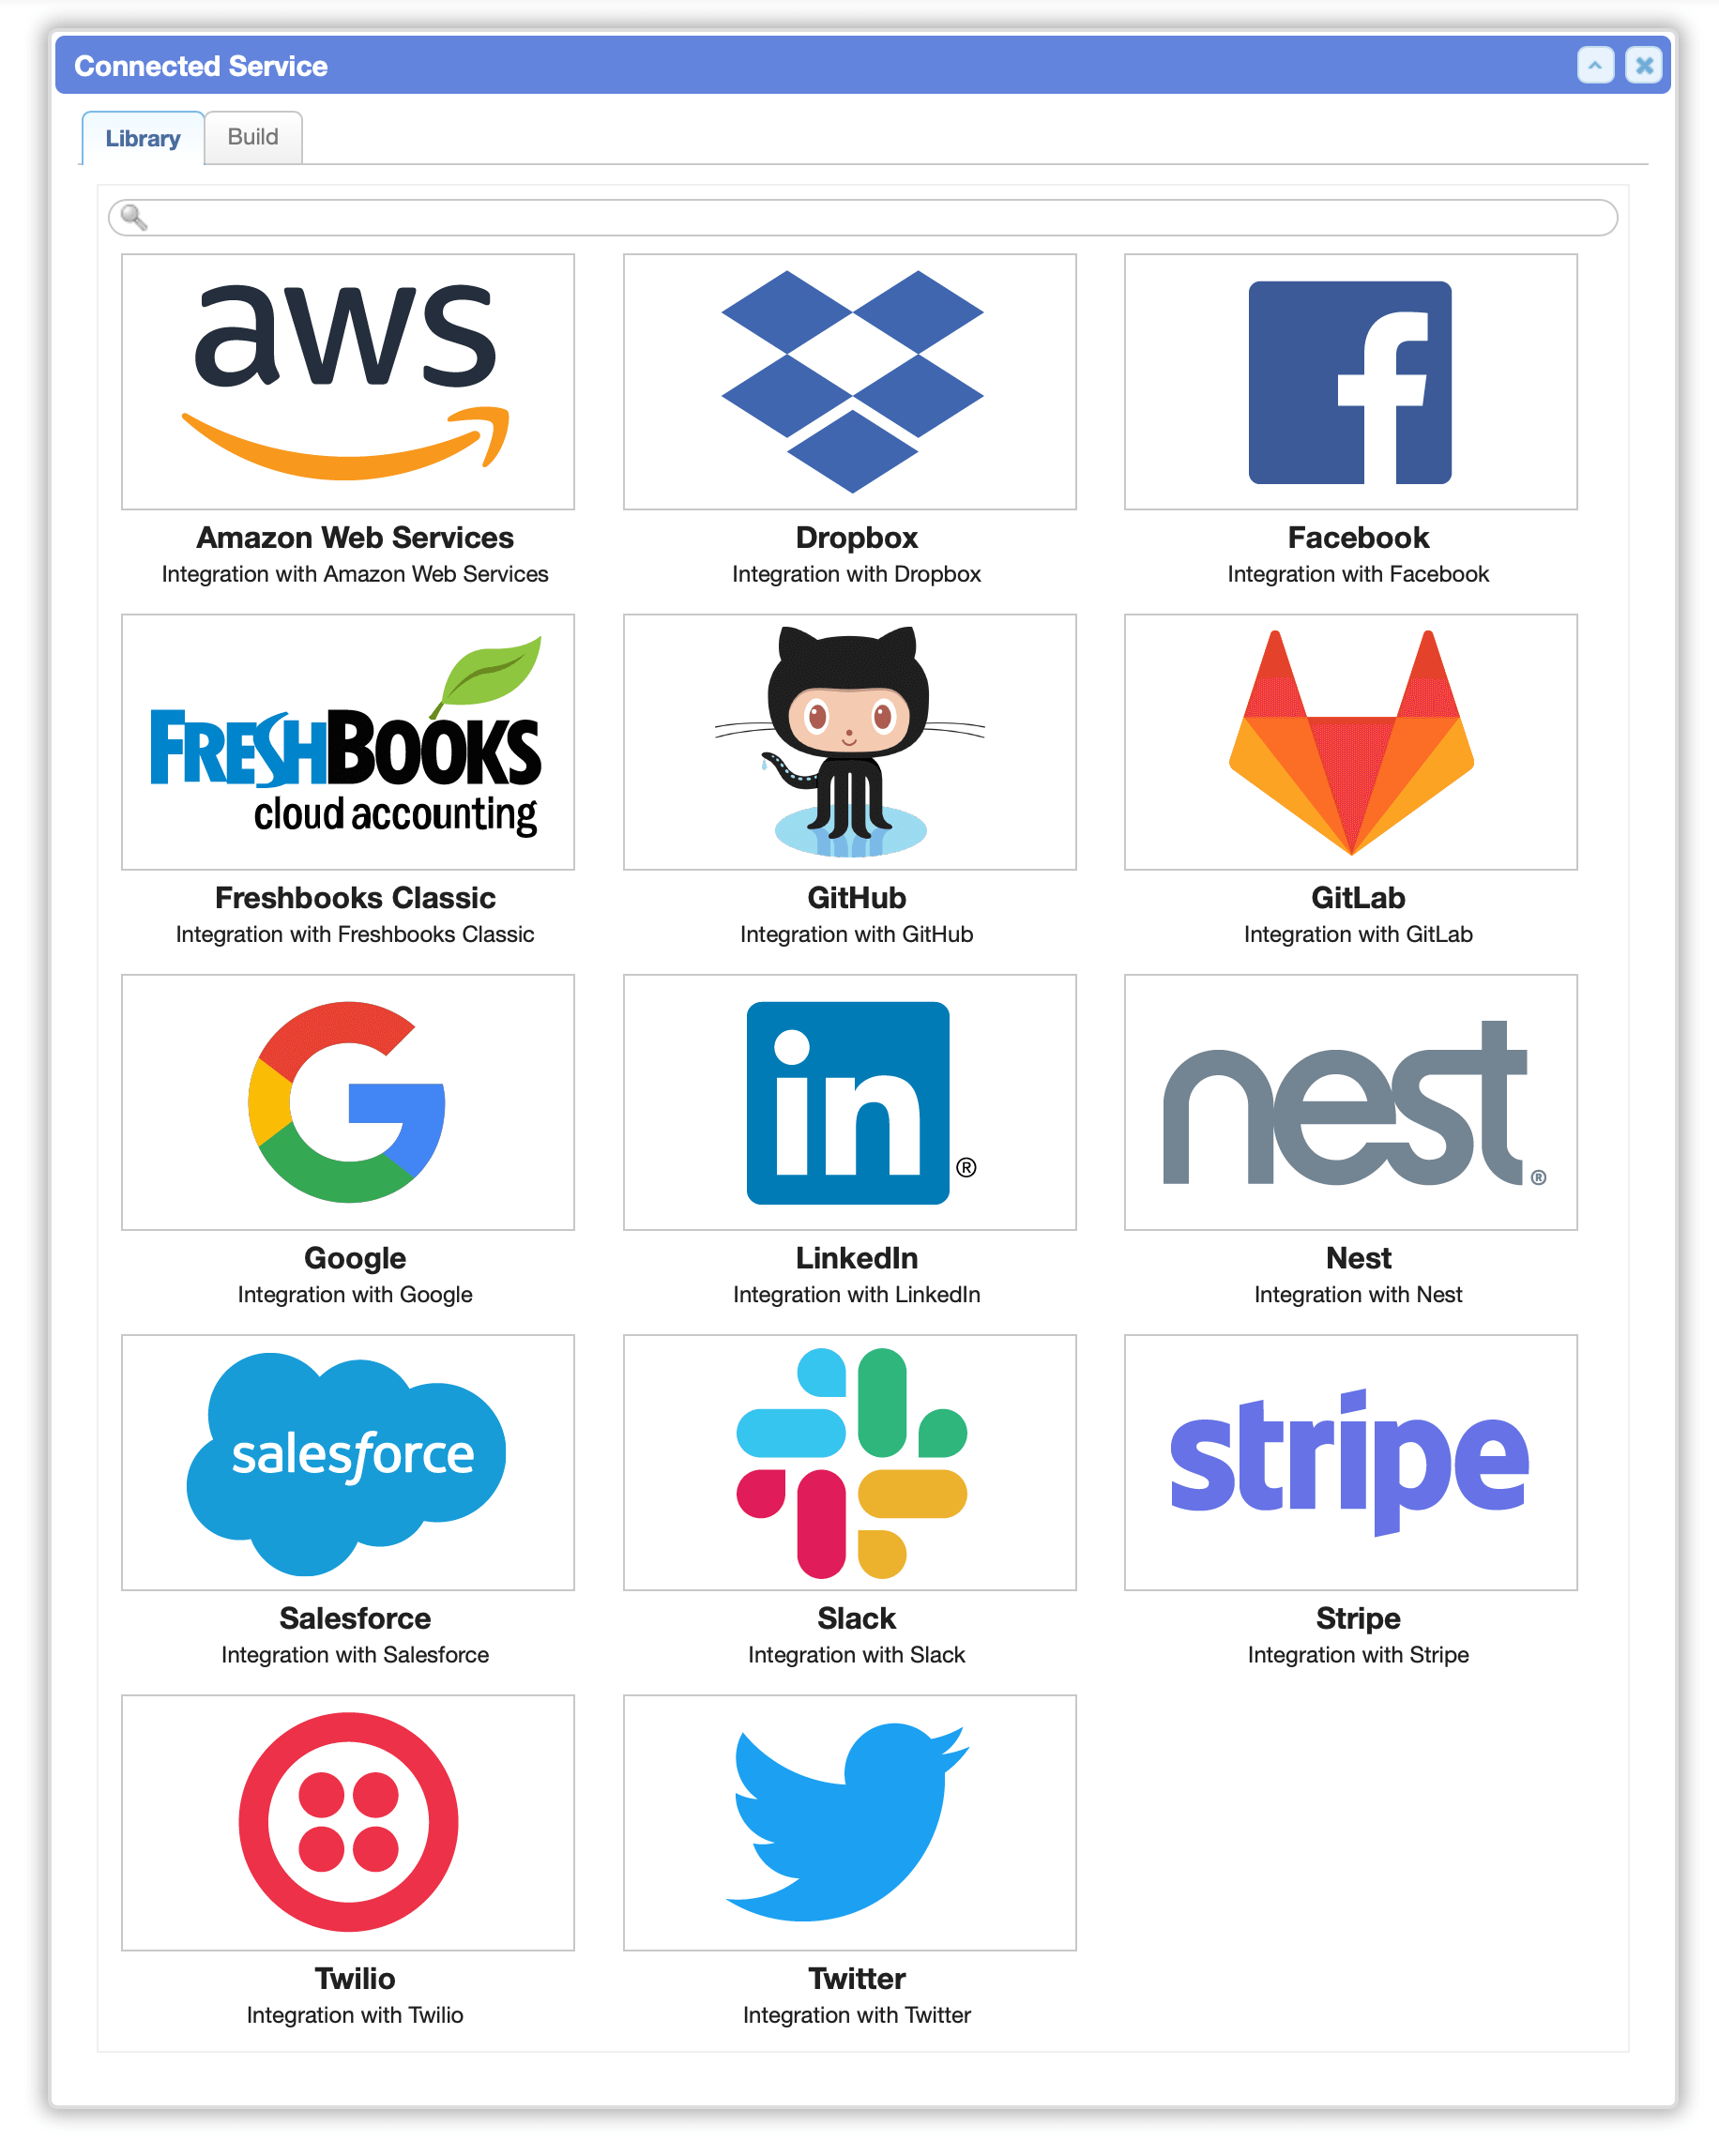 Connected Service
Library
Build
aws
Amazon Web Services
Integration with Amazon Web Services
Dropbox
Integration with Dropbox
f
Facebook
Integration with Facebook
FRESHBOOKS
cloud accounting
Freshbooks Classic
Integration with Freshbooks Classic
GitHub
Integration with GitHub
GitLab
Integration with GitLab
G
Google
Integration with Google
in®
LinkedIn
Integration with LinkedIn
nest®
Nest
Integration with Nest
salesforce
Salesforce
Integration with Salesforce
Slack
Integration with Slack
stripe
Stripe
Integration with Stripe
Twilio
Integration with Twilio
Twitter
Integration with Twitter